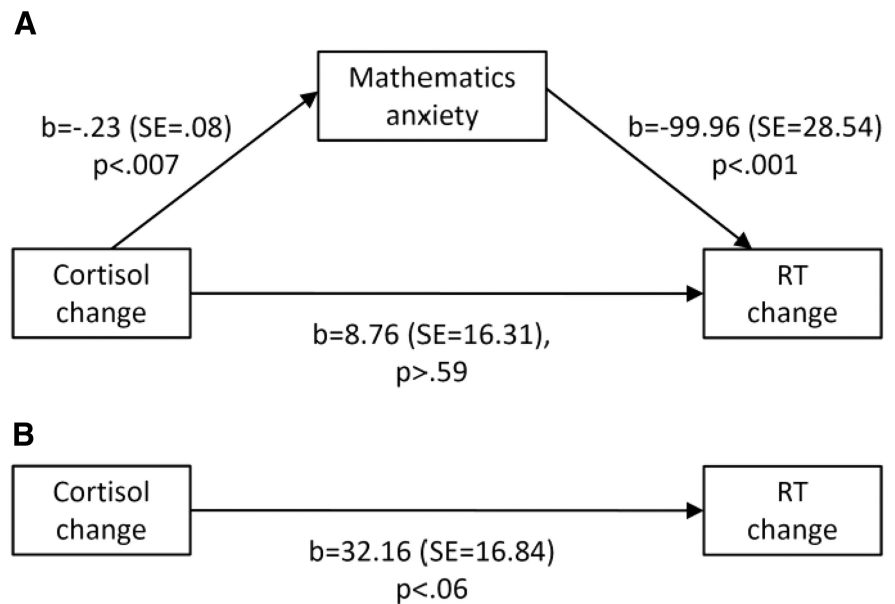 A
Mathematics
anxiety
b=-.23 (SE=.08)
p<.007
b=-99.96 (SE=28.54)
p<.001
Cortisol
change
RT
change
b=8.76 (SE=16.31),
p>.59
B
Cortisol
change
RT
change
b=32.16 (SE=16.84)
p<.06